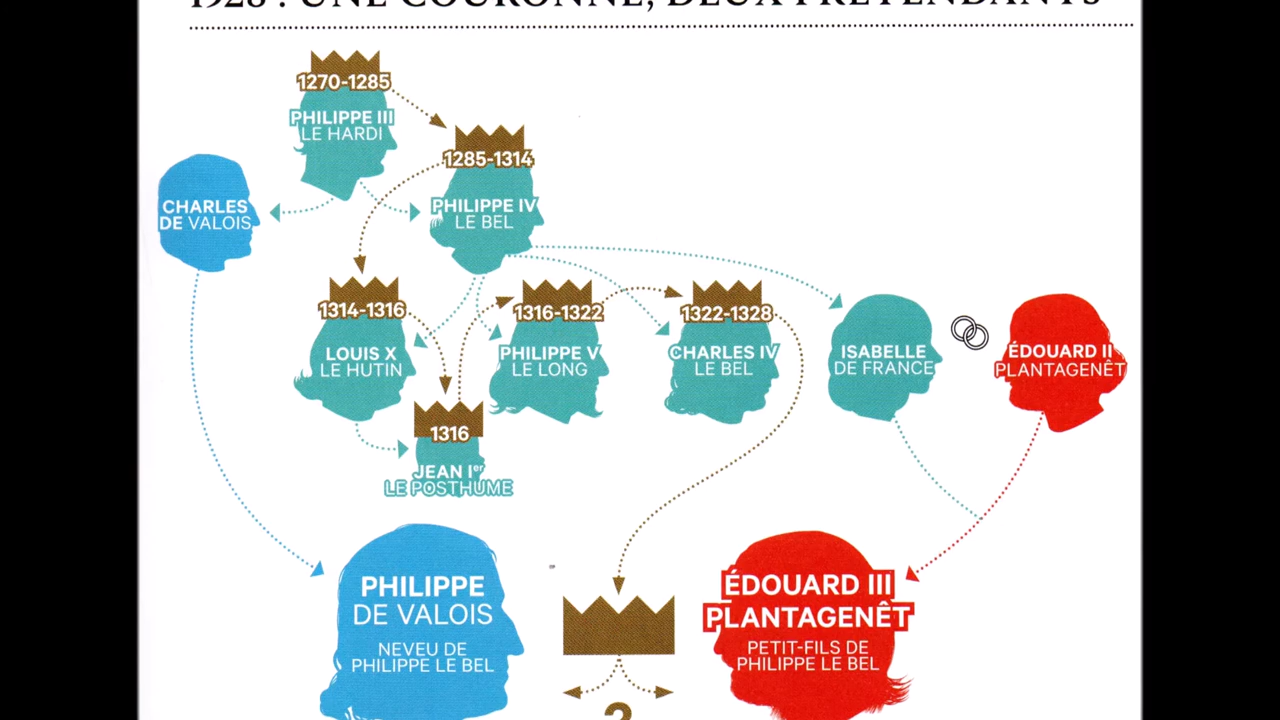 1928 : UNE COURONNE, DEUX PRÉTENDANTS
1270-1285
PHILIPPE III
LE HARDI
1285-1314
PHILIPPE IV
LE BEL
CHARLES
DE VALOIS
1314-1316
LOUIS X
LE HUTIN
1316-1322
PHILIPPE V
LE LONG
1322-1328
CHARLES IV
LE BEL
ISABELLE
DE FRANCE
ÉDOUARD II
PLANTAGENÊT
1316
JEAN Ier
LE POSTHUME
PHILIPPE
DE VALOIS
NEVEU DE
PHILIPPE LE BEL
ÉDOUARD III
PLANTAGENÊT
PETIT-FILS DE
PHILIPPE LE BEL
?